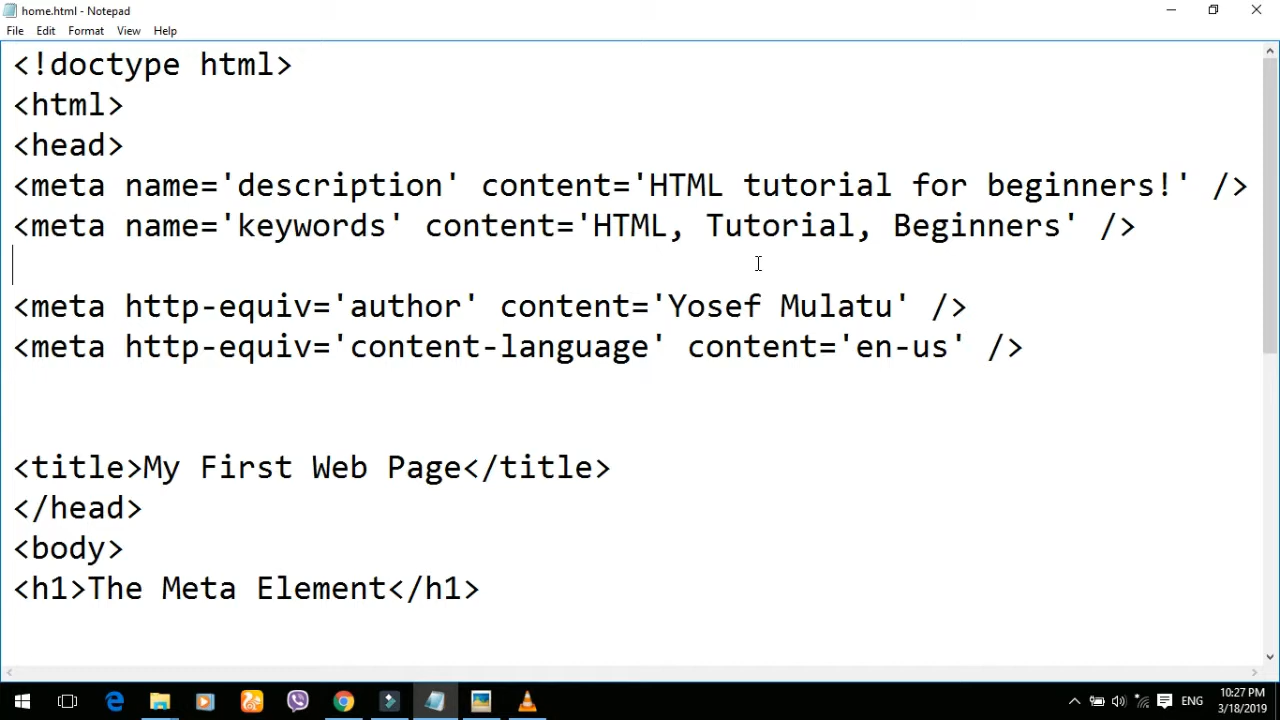 home.html - Notepad
File Edit Format View Help
<!doctype html>
<html>
<head>
<meta name='description' content='HTML tutorial for beginners!' />
<meta name='keywords' content='HTML, Tutorial, Beginners' />
<meta http-equiv='author' content='Yosef Mulatu' />
<meta http-equiv='content-language' content='en-us' />
<title>My First Web Page</title>
</head>
<body>
<h1>The Meta Element</h1>
ENG
10:27 PM
3/18/2019